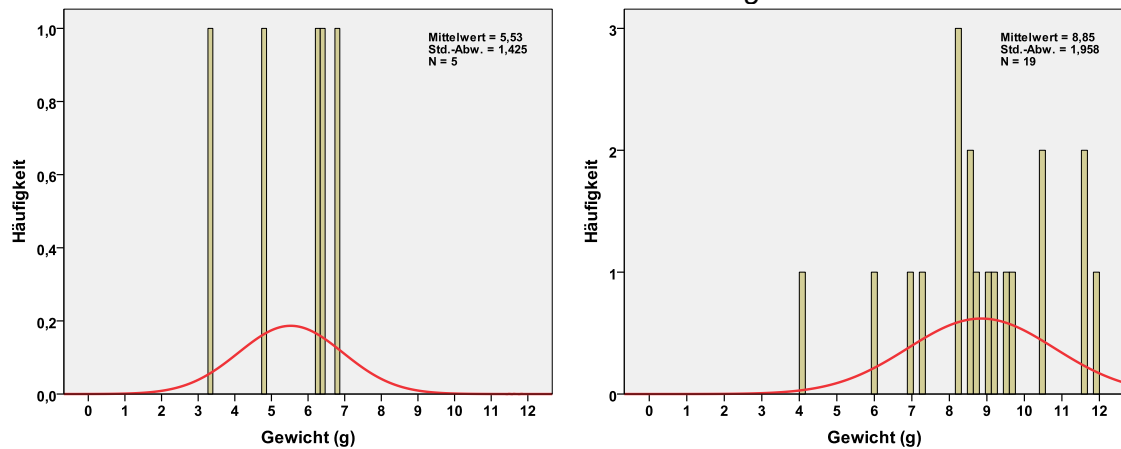 Mittelwert = 5,53
Std.-Abw. = 1,425
N = 5
1,0
0,8
0,6
0,4
0,2
0,0
Häufigkeit
0 1 2 3 4 5 6 7 8 9 10 11 12
Gewicht (g)
Mittelwert = 8,85
Std.-Abw. = 1,958
N = 19
3
2
1
0
Häufigkeit
0 1 2 3 4 5 6 7 8 9 10 11 12
Gewicht (g)